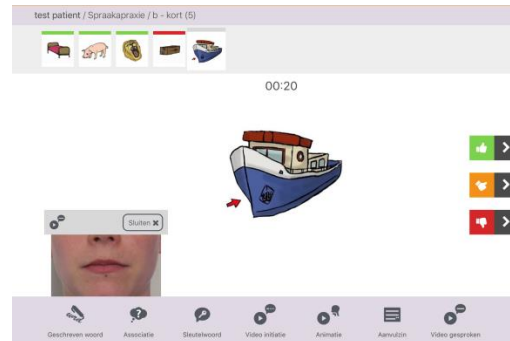 test patient / Spraakapraxie / b - kort (5)
00:20
Sluiten ✖
Geschreven woord Associatie Sleutelwoord Video initiatie Animatie Aanvulzin Video gesproken